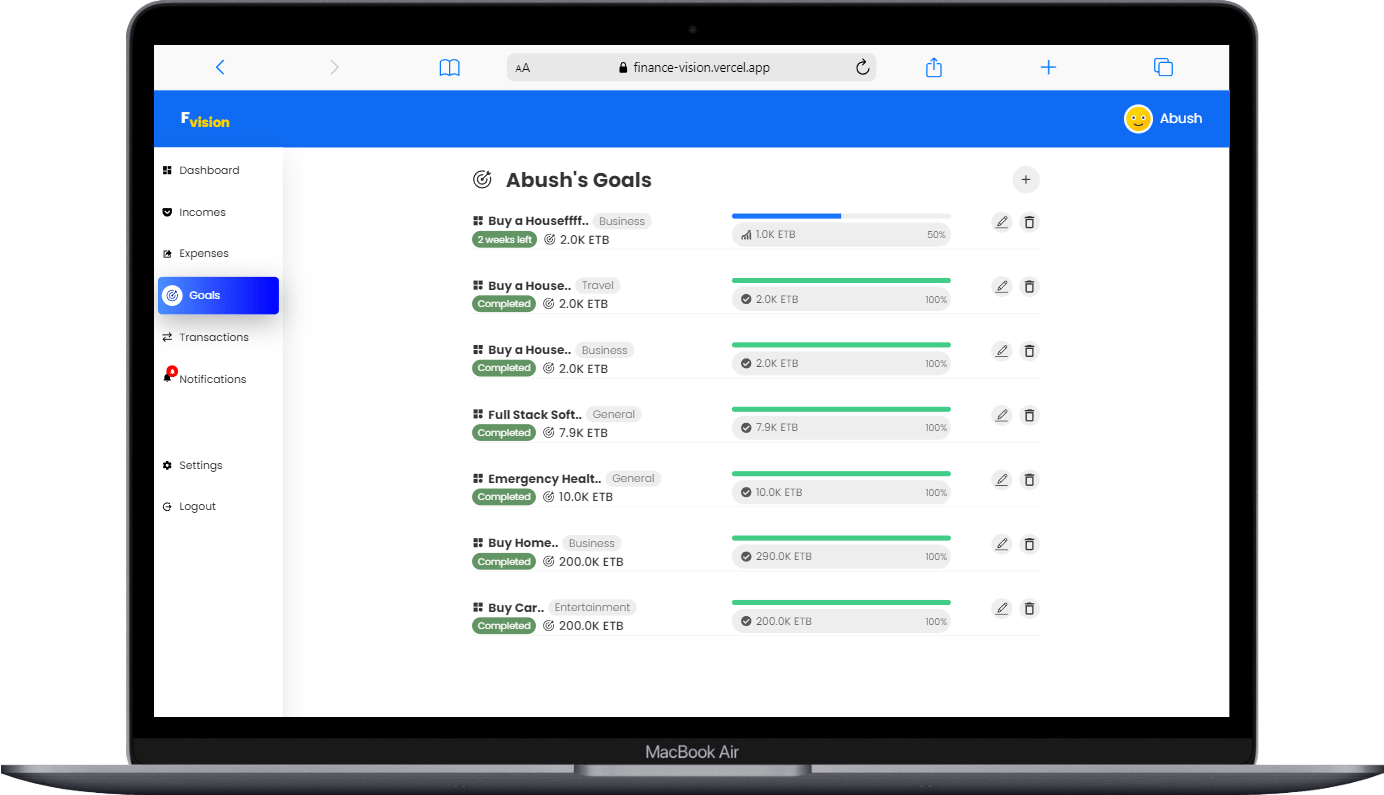 AA finance-vision.vercel.app
Fvision
Abush
Dashboard
Incomes
Expenses
Goals
Transactions
Notifications
Settings
Logout
Abush's Goals
+
Buy a Houseffff.. Business
2 weeks left 2.0K ETB
1.0K ETB 50%
Buy a House.. Travel
Completed 2.0K ETB
2.0K ETB 100%
Buy a House.. Business
Completed 2.0K ETB
2.0K ETB 100%
Full Stack Soft.. General
Completed 7.9K ETB
7.9K ETB 100%
Emergency Healt.. General
Completed 10.0K ETB
10.0K ETB 100%
Buy Home.. Business
Completed 200.0K ETB
290.0K ETB 100%
Buy Car.. Entertainment
Completed 200.0K ETB
200.0K ETB 100%
MacBook Air